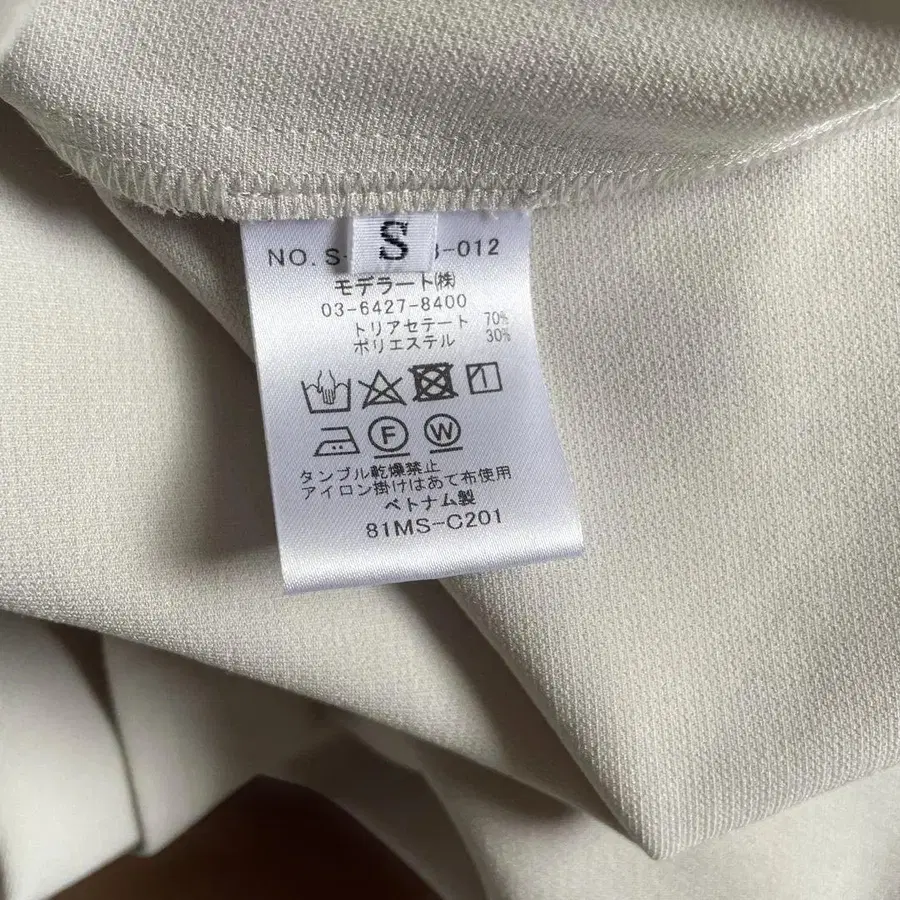 S
NO. S-
3-012
モデラート㈱
03-6427-8400
トリアセテート 70%
ポリエステル 30%
F
W
タンブル乾燥禁止
アイロン掛けはあて布使用
ベトナム製
81MS-C201